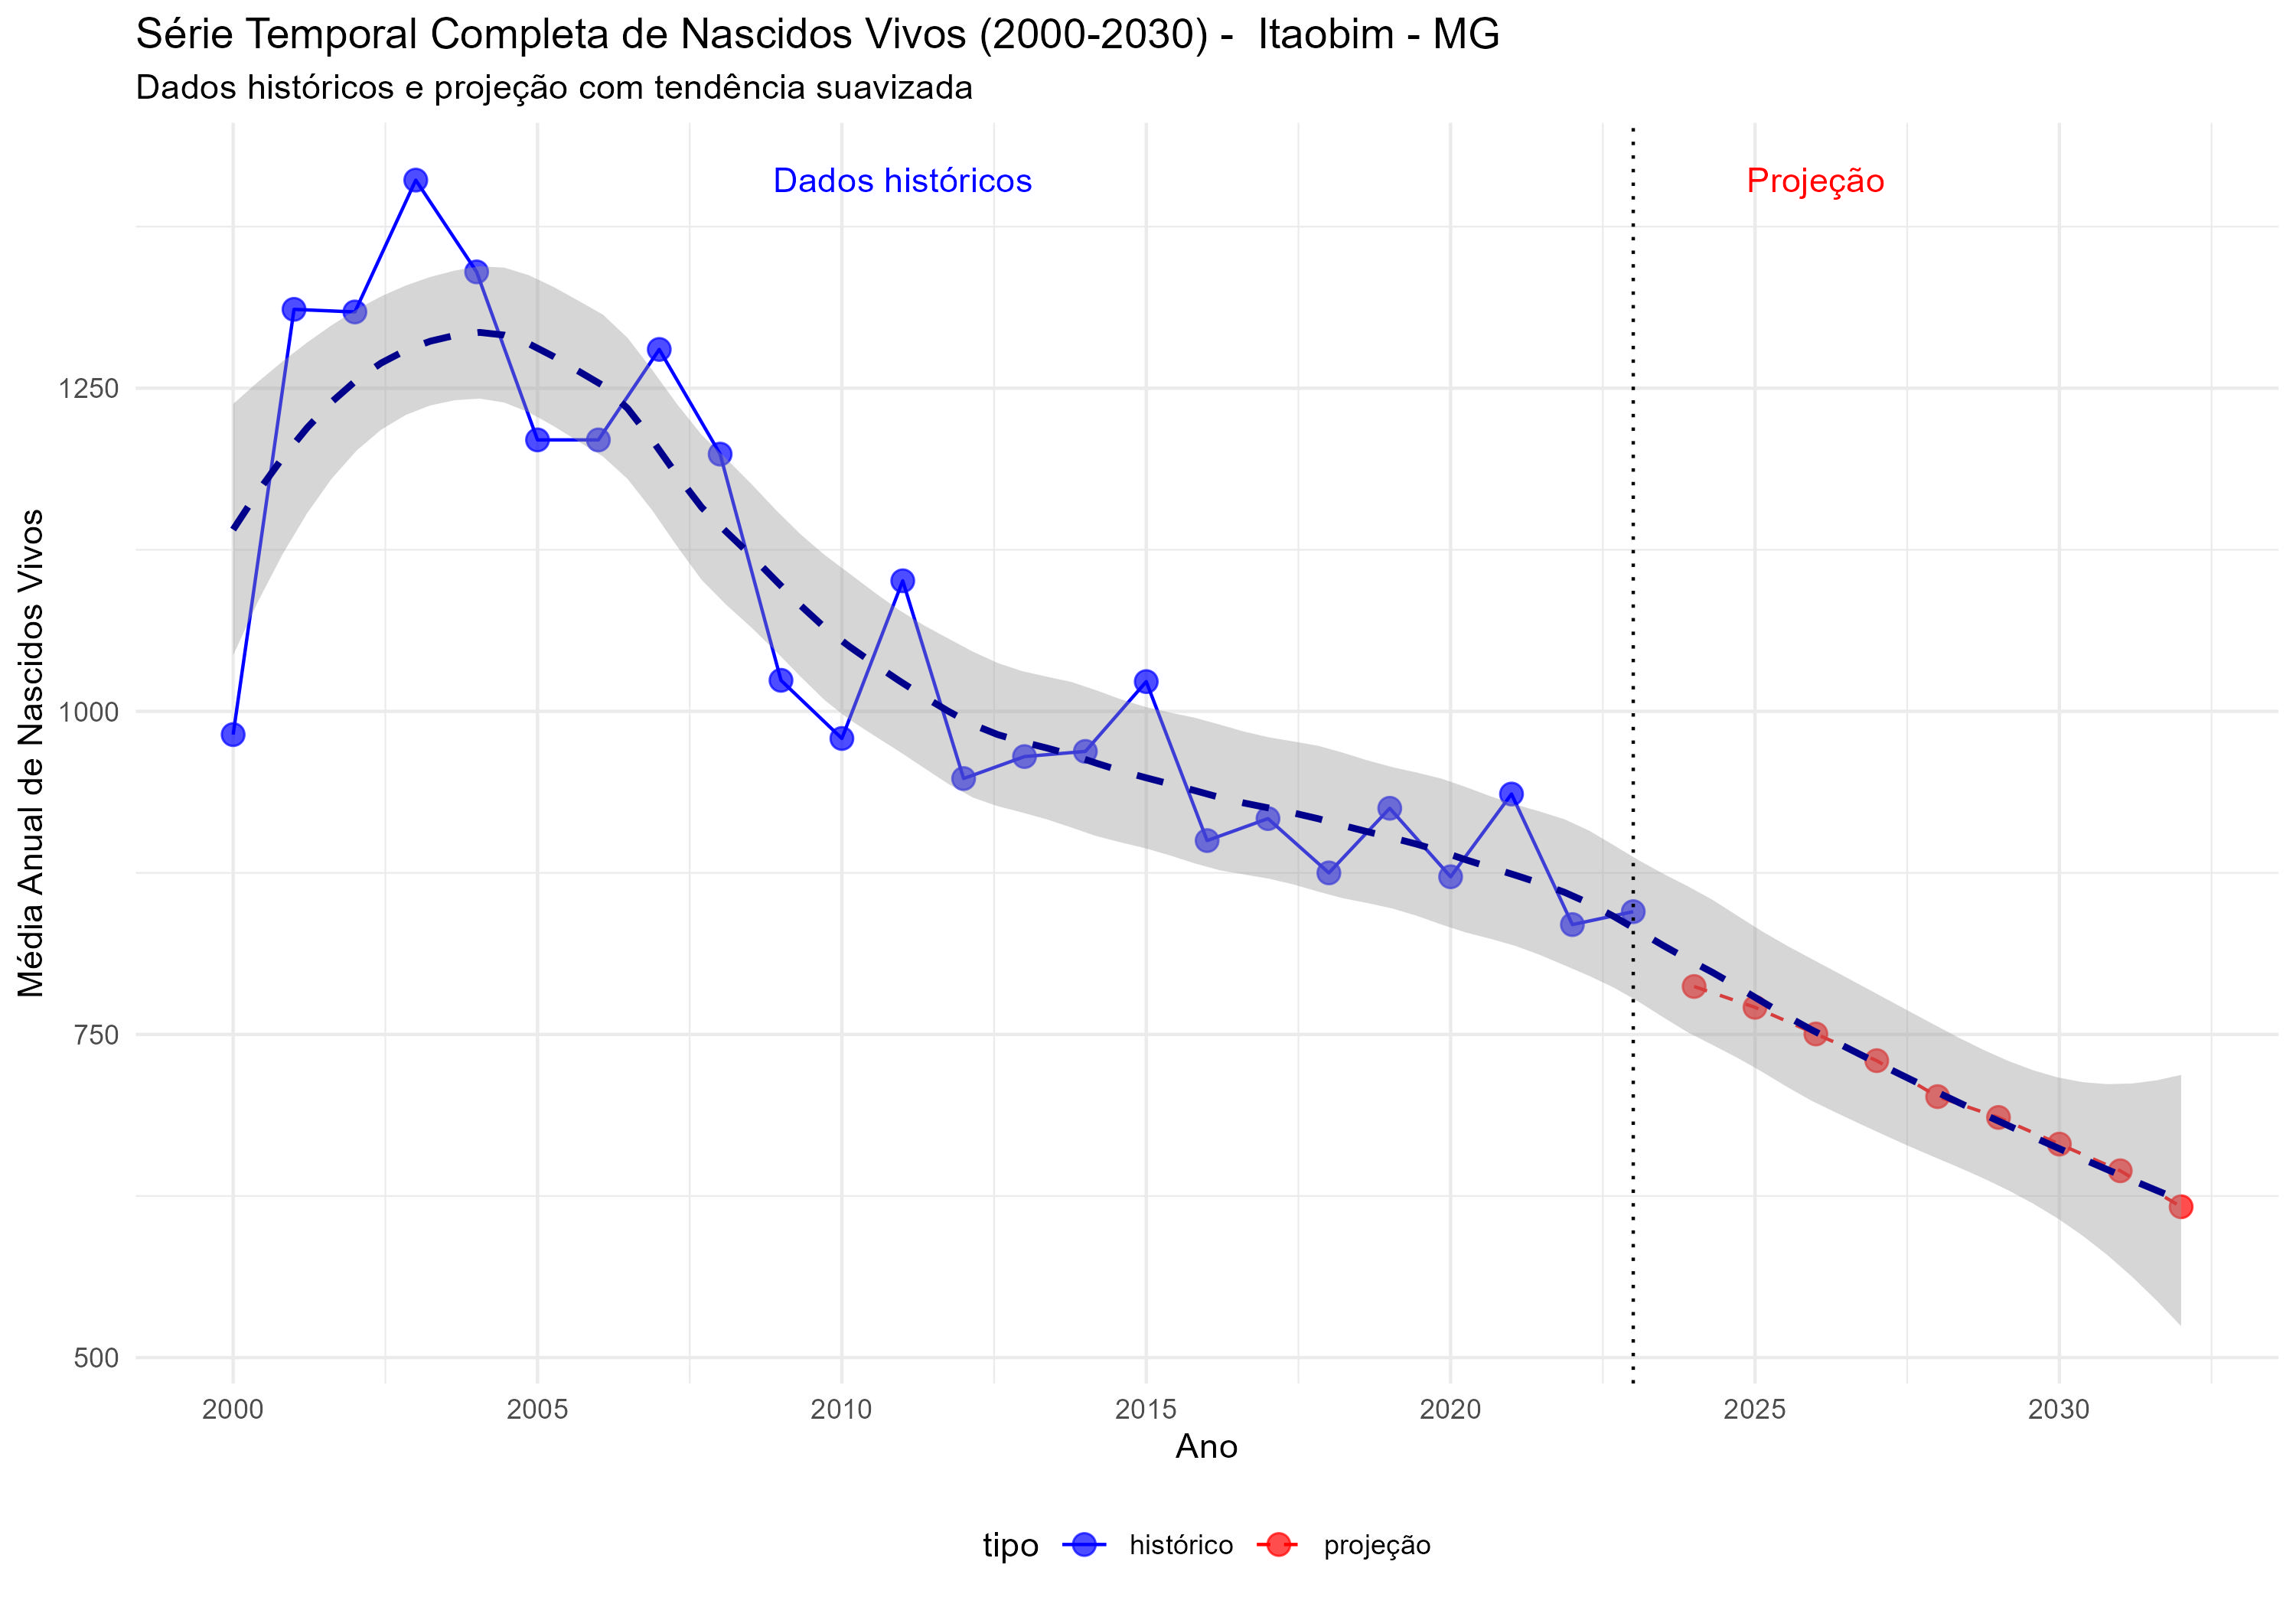 Série Temporal Completa de Nascidos Vivos (2000-2030) -  Itaobim - MG
Dados históricos e projeção com tendência suavizada
Dados históricos
Projeção
Média Anual de Nascidos Vivos
1250
1000
750
500
2000
2005
2010
2015
2020
2025
2030
Ano
tipo
histórico
projeção